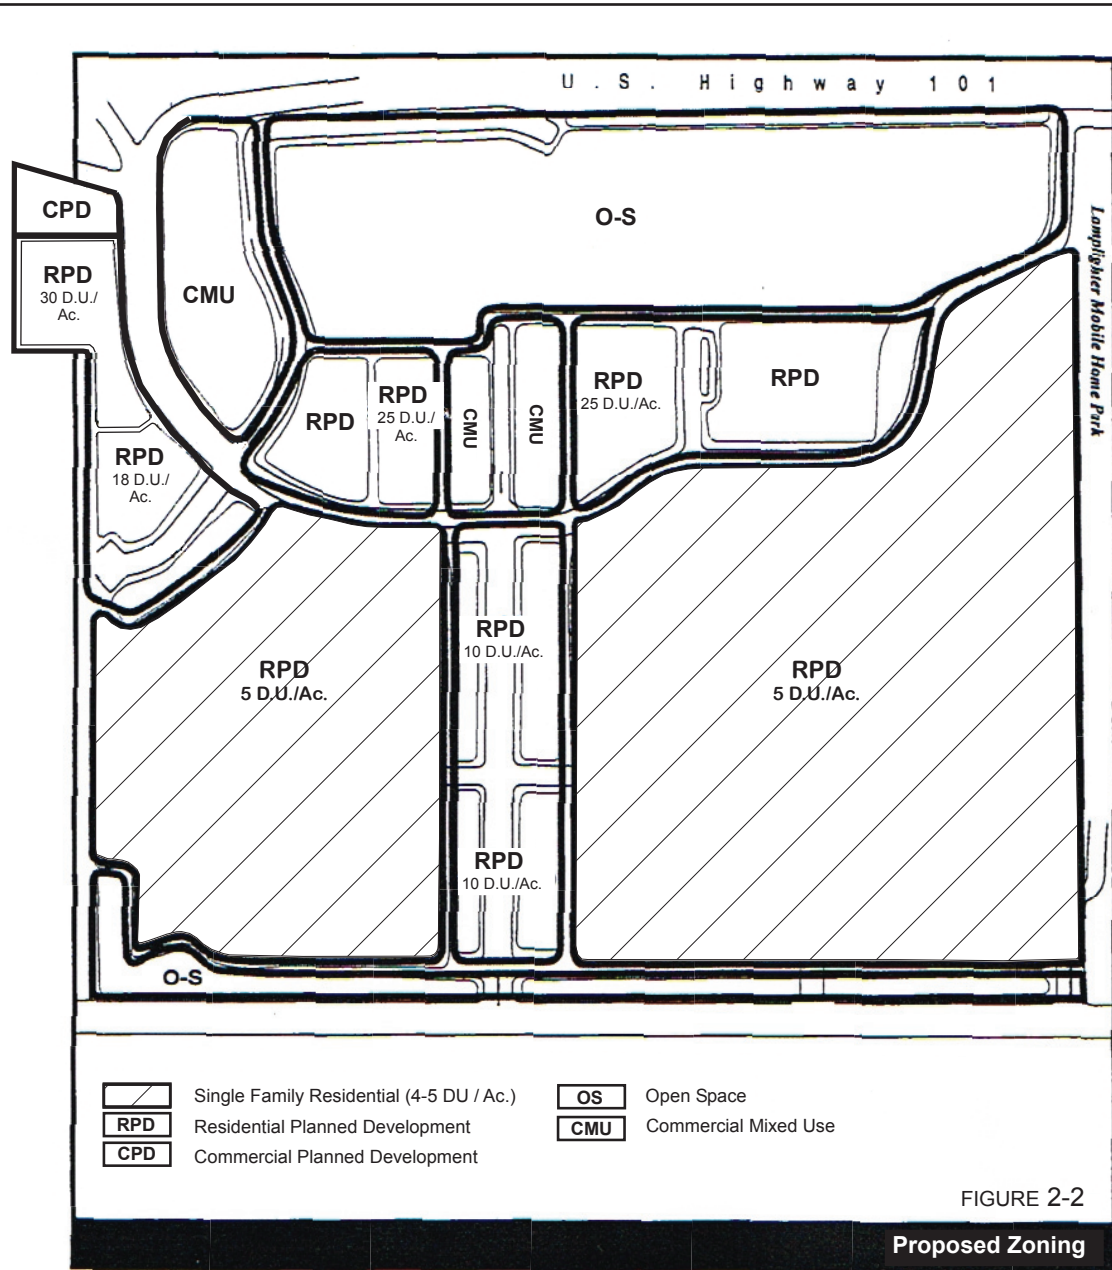 U.S. Highway 101
CPD
O-S
Lamplighter Mobile Home Park
RPD
30 D.U./
Ac.
CMU
RPD
RPD
25 D.U./
Ac.
CMU
CMU
RPD
25 D.U./Ac.
RPD
RPD
18 D.U./
Ac.
RPD
10 D.U./Ac.
RPD
5 D.U./Ac.
RPD
5 D.U./Ac.
RPD
10 D.U./Ac.
O-S
Single Family Residential (4-5 DU / Ac.)
RPD Residential Planned Development
CPD Commercial Planned Development
OS Open Space
CMU Commercial Mixed Use
FIGURE 2-2
Proposed Zoning